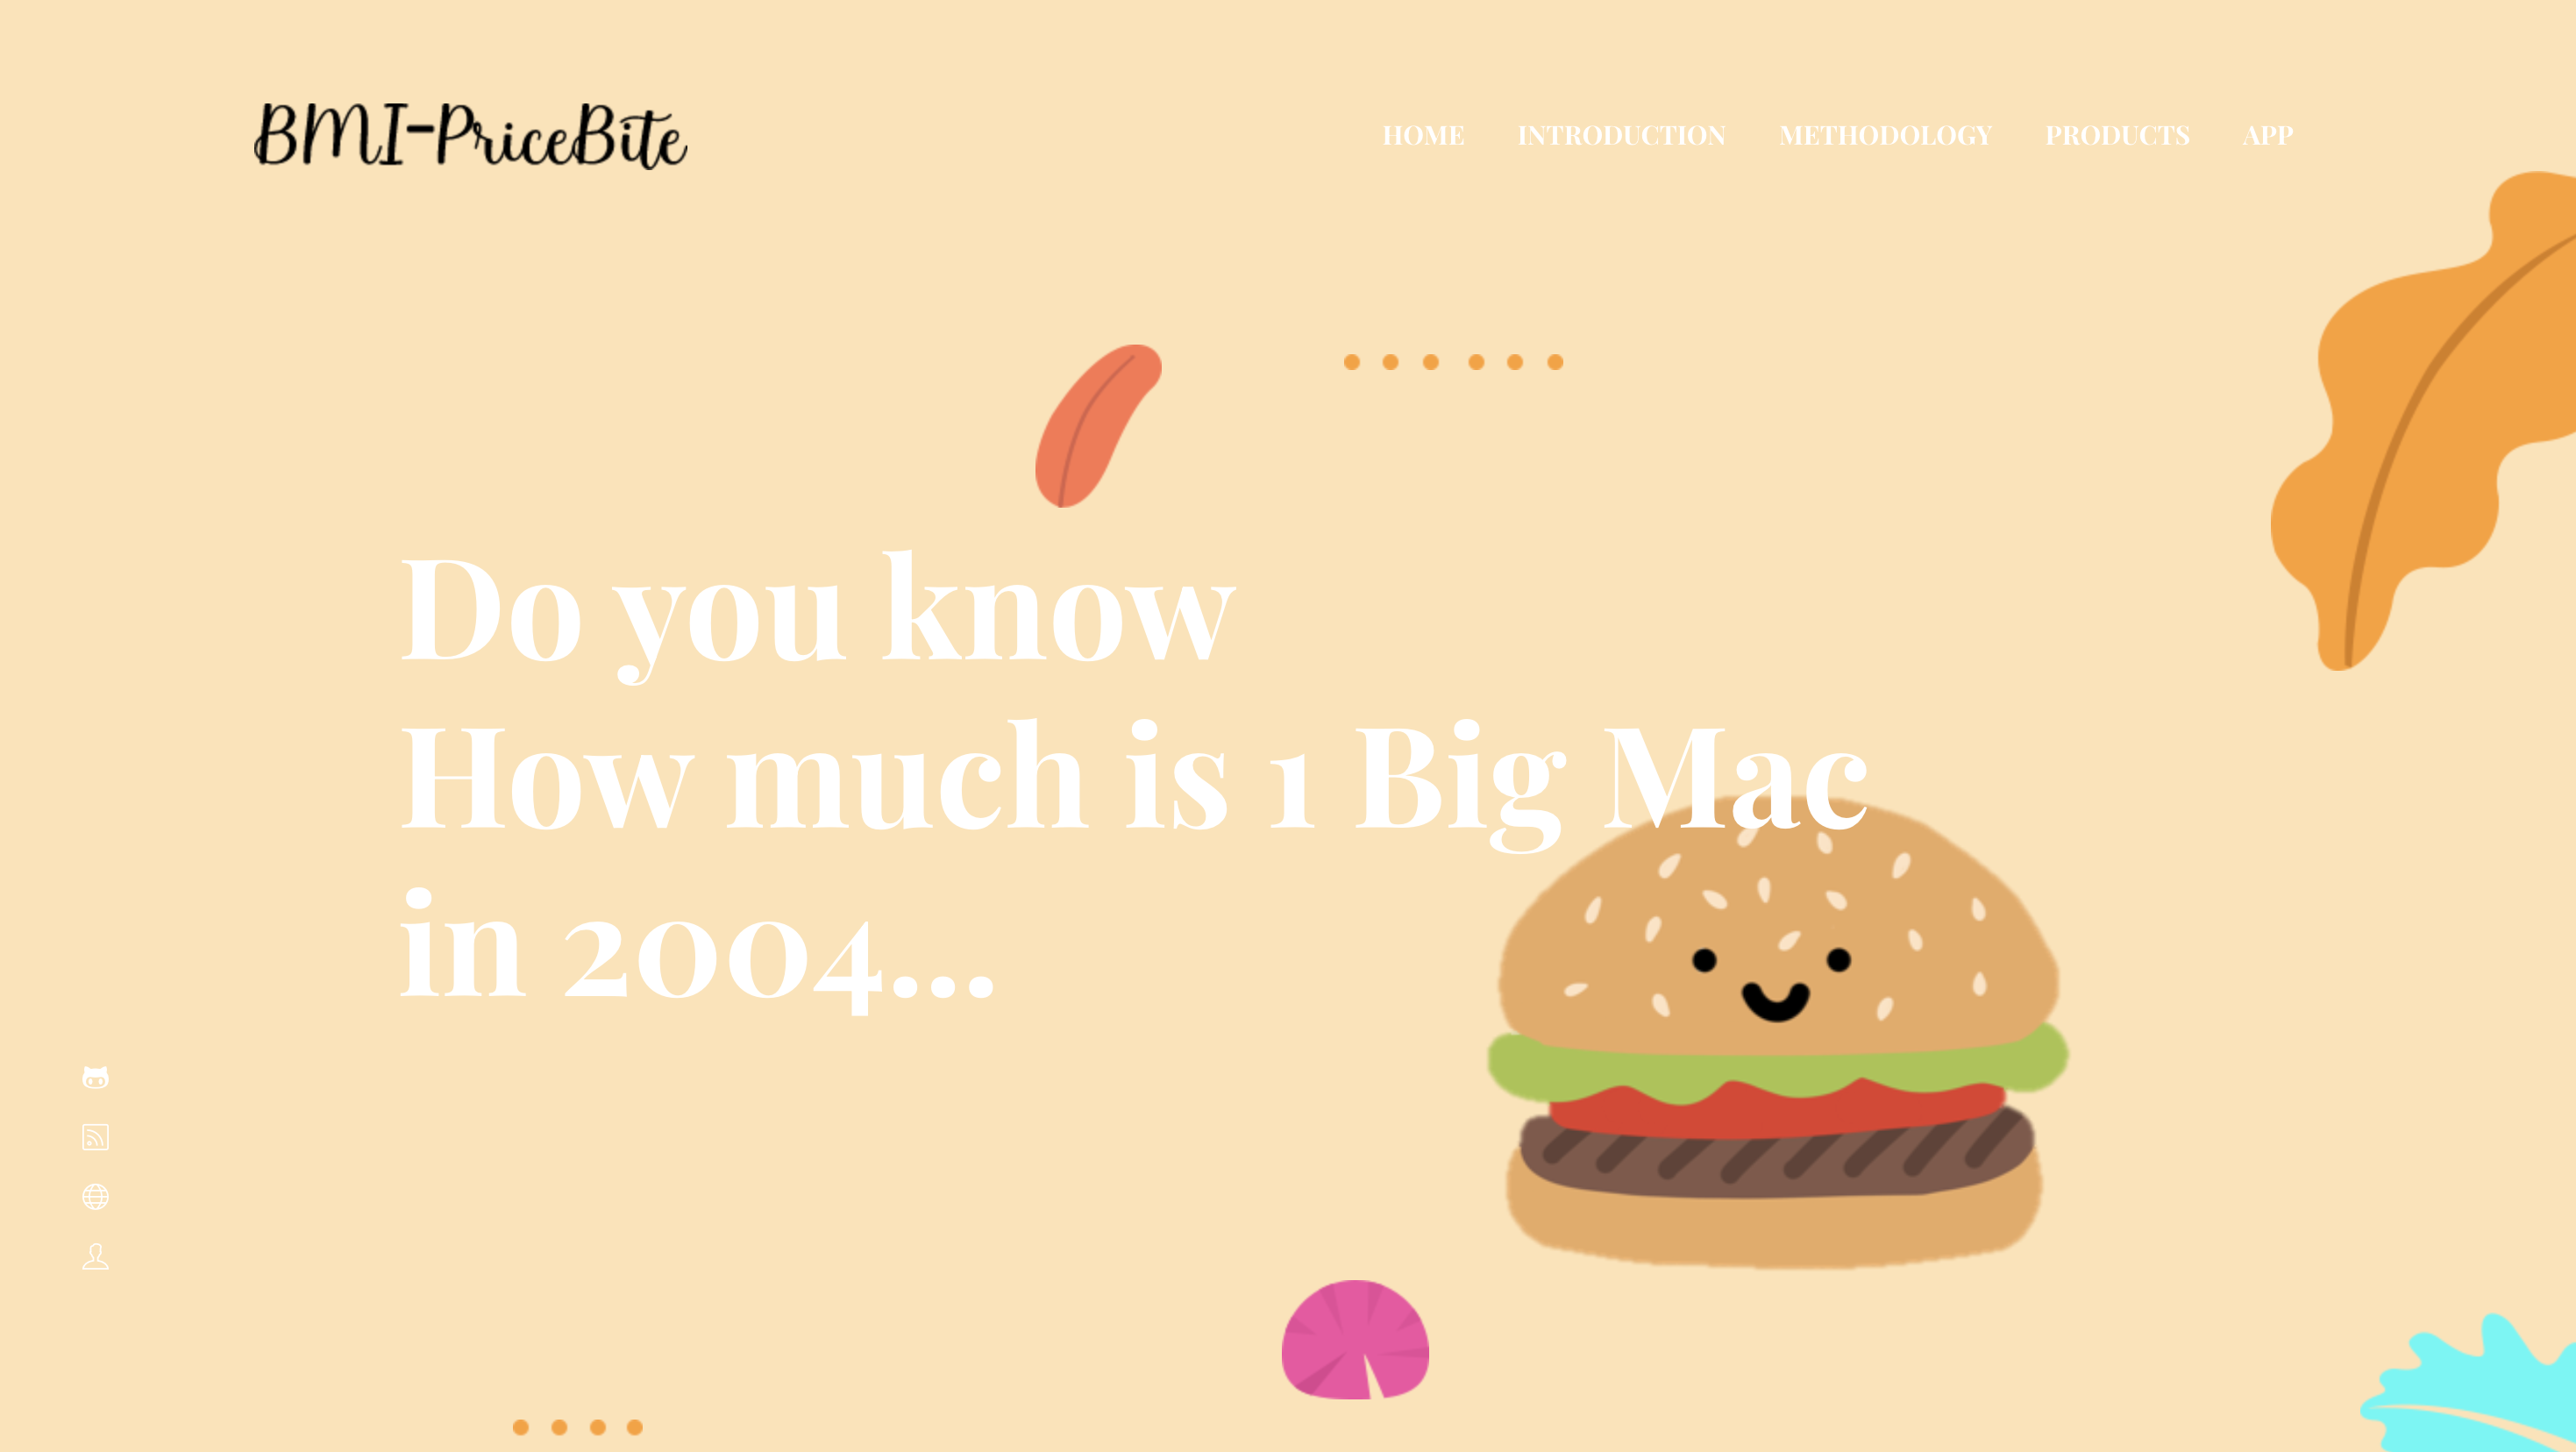 BMI-PriceBite
HOME INTRODUCTION METHODOLOGY PRODUCTS APP
Do you know
How much is 1 Big Mac
in 2004...